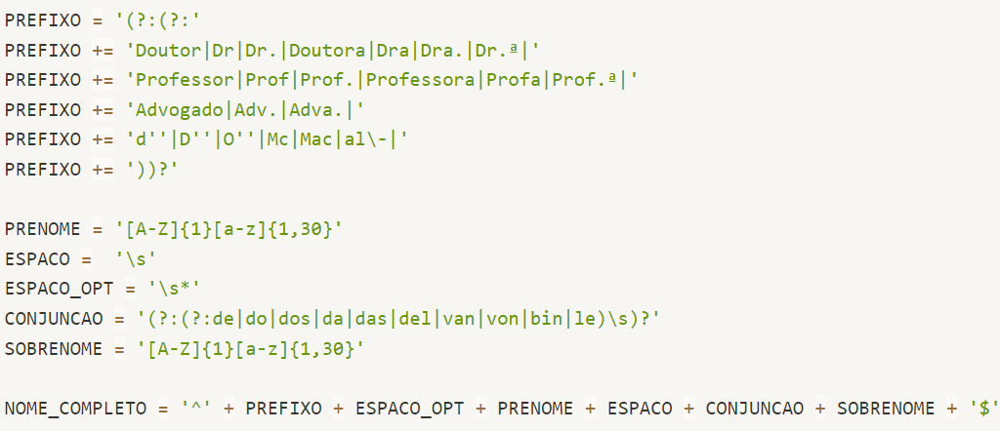 PREFIXO = '(?:(?:'
PREFIXO += 'Doutor|Dr|Dr.|Doutora|Dra|Dra.|Dr.ª|'
PREFIXO += 'Professor|Prof|Prof.|Professora|Profa|Prof.ª|'
PREFIXO += 'Advogado|Adv.|Adva.|'
PREFIXO += 'd''|D''|O''|Mc|Mac|al\-|'
PREFIXO += '))?'
PRENOME = '[A-Z]{1}[a-z]{1,30}'
ESPACO =  '\s'
ESPACO_OPT = '\s*'
CONJUNCAO = '(?:(?:de|do|dos|da|das|del|van|von|bin|le)\s)?'
SOBRENOME = '[A-Z]{1}[a-z]{1,30}'
NOME_COMPLETO = '^' + PREFIXO + ESPACO_OPT + PRENOME + ESPACO + CONJUNCAO + SOBRENOME + '$'